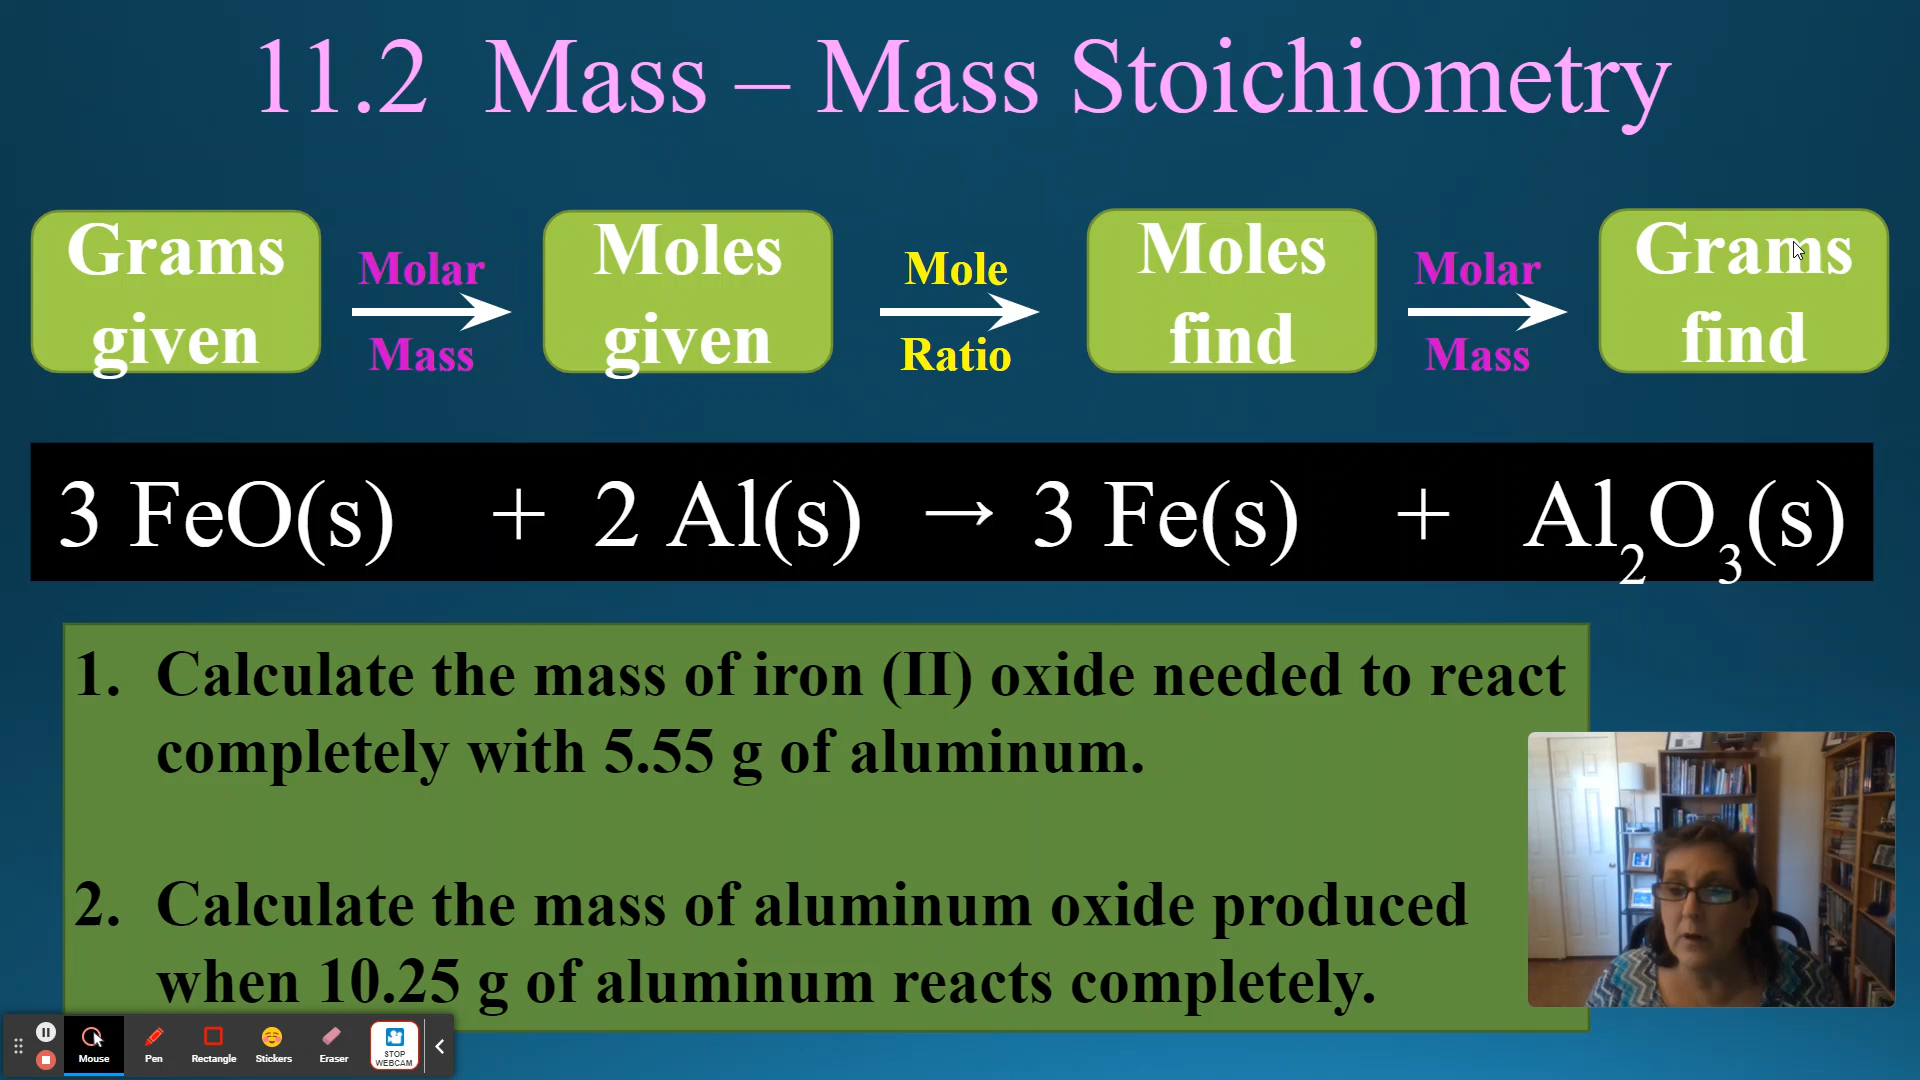 11.2 Mass – Mass Stoichiometry
Grams given
Molar Mass
Moles given
Mole Ratio
Moles find
Molar Mass
Grams find
3 FeO(s) + 2 Al(s) → 3 Fe(s) + Al₂O₃(s)
1. Calculate the mass of iron (II) oxide needed to react
completely with 5.55 g of aluminum.
2. Calculate the mass of aluminum oxide produced
when 10.25 g of aluminum reacts completely.
Mouse
Pen
Rectangle
Stickers
Eraser
STOP
WEBCAM